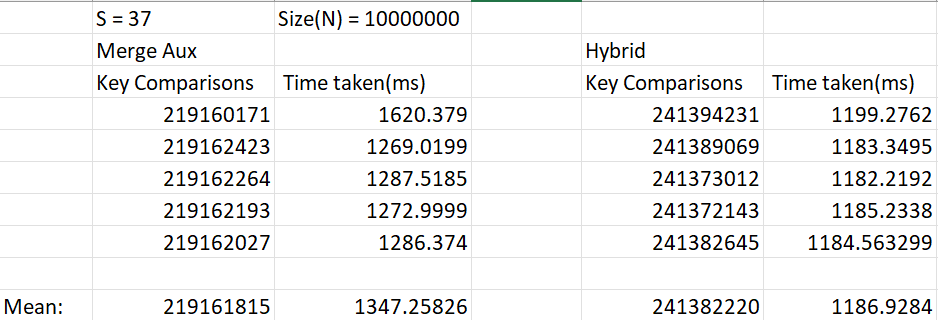 S = 37 Size(N) = 10000000
Merge Aux Hybrid
Key Comparisons Time taken(ms) Key Comparisons Time taken(ms)
219160171 1620.379 241394231 1199.2762
219162423 1269.0199 241389069 1183.3495
219162264 1287.5185 241373012 1182.2192
219162193 1272.9999 241372143 1185.2338
219162027 1286.374 241382645 1184.563299
Mean: 219161815 1347.25826 241382220 1186.9284